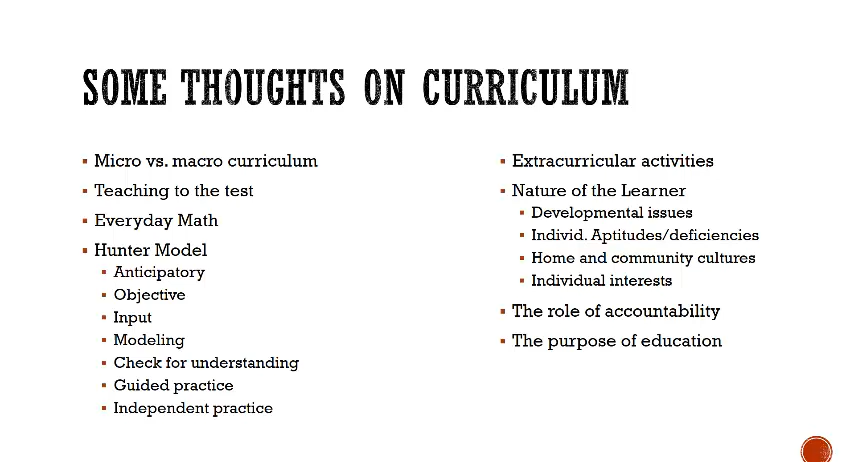 SOME THOUGHTS ON CURRICULUM
Micro vs. macro curriculum
Teaching to the test
Everyday Math
Hunter Model
Anticipatory
Objective
Input
Modeling
Check for understanding
Guided practice
Independent practice
Extracurricular activities
Nature of the Learner
Developmental issues
Individ. Aptitudes/deficiencies
Home and community cultures
Individual interests
The role of accountability
The purpose of education